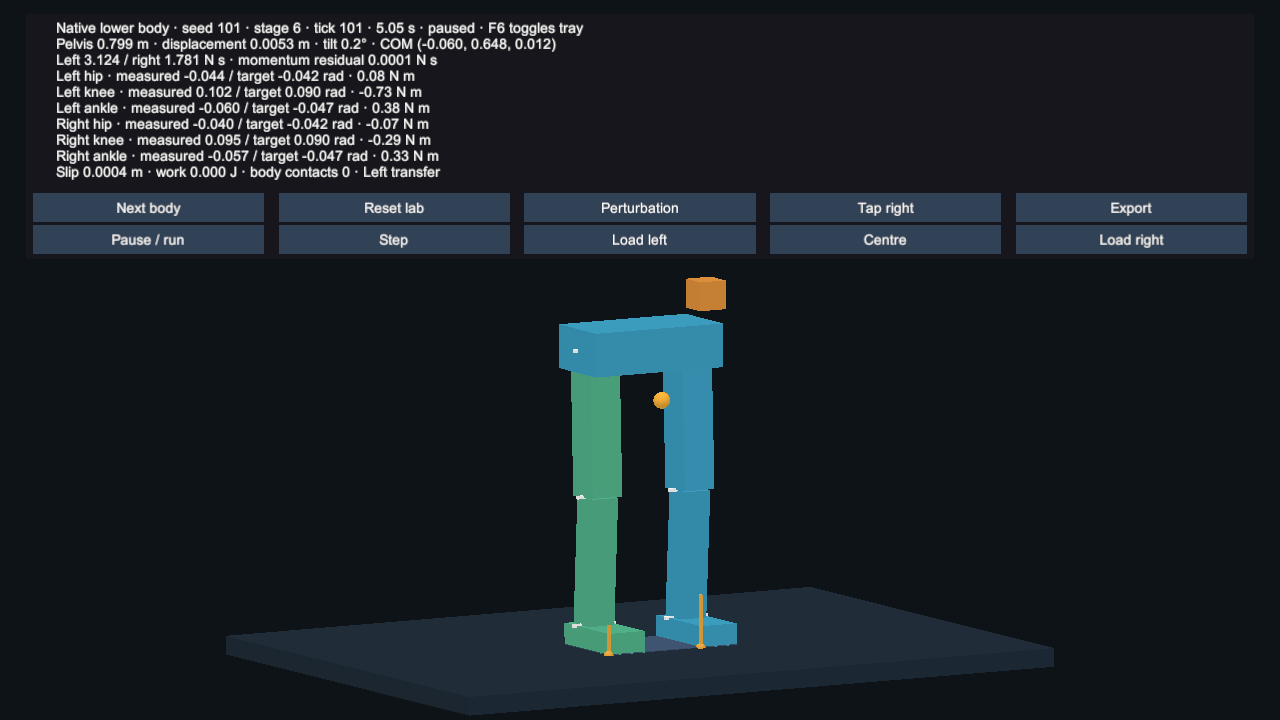 Native lower body · seed 101 · stage 6 · tick 101 · 5.05 s · paused · F6 toggles tray
Pelvis 0.799 m · displacement 0.0053 m · tilt 0.2° · COM (-0.060, 0.648, 0.012)
Left 3.124 / right 1.781 N s · momentum residual 0.0001 N s
Left hip · measured -0.044 / target -0.042 rad · 0.08 N m
Left knee · measured 0.102 / target 0.090 rad · -0.73 N m
Left ankle · measured -0.060 / target -0.047 rad · 0.38 N m
Right hip · measured -0.040 / target -0.042 rad · -0.07 N m
Right knee · measured 0.095 / target 0.090 rad · -0.29 N m
Right ankle · measured -0.057 / target -0.047 rad · 0.33 N m
Slip 0.0004 m · work 0.000 J · body contacts 0 · Left transfer
Next body Reset lab Perturbation Tap right Export
Pause / run Step Load left Centre Load right